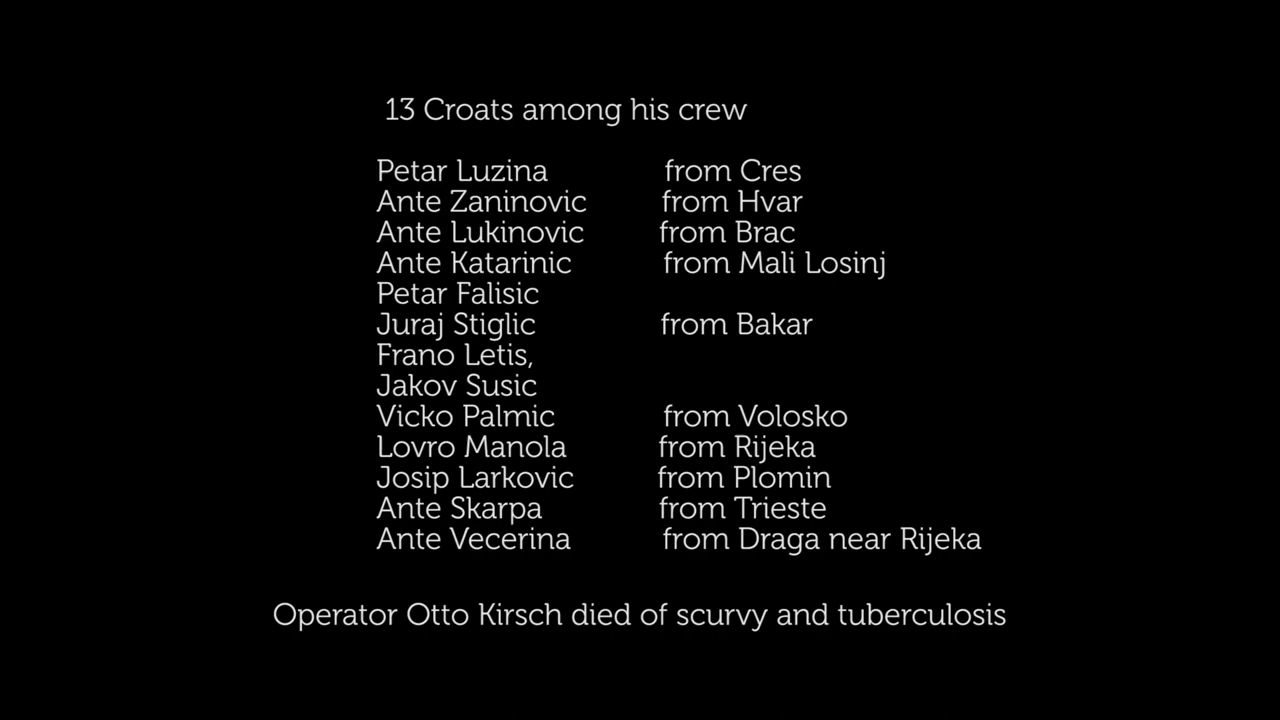 13 Croats among his crew
Petar Luzina from Cres
Ante Zaninovic from Hvar
Ante Lukinovic from Brac
Ante Katarinic from Mali Losinj
Petar Falisic
Juraj Stiglic from Bakar
Frano Letis,
Jakov Susic
Vicko Palmic from Volosko
Lovro Manola from Rijeka
Josip Larkovic from Plomin
Ante Skarpa from Trieste
Ante Vecerina from Draga near Rijeka
Operator Otto Kirsch died of scurvy and tuberculosis